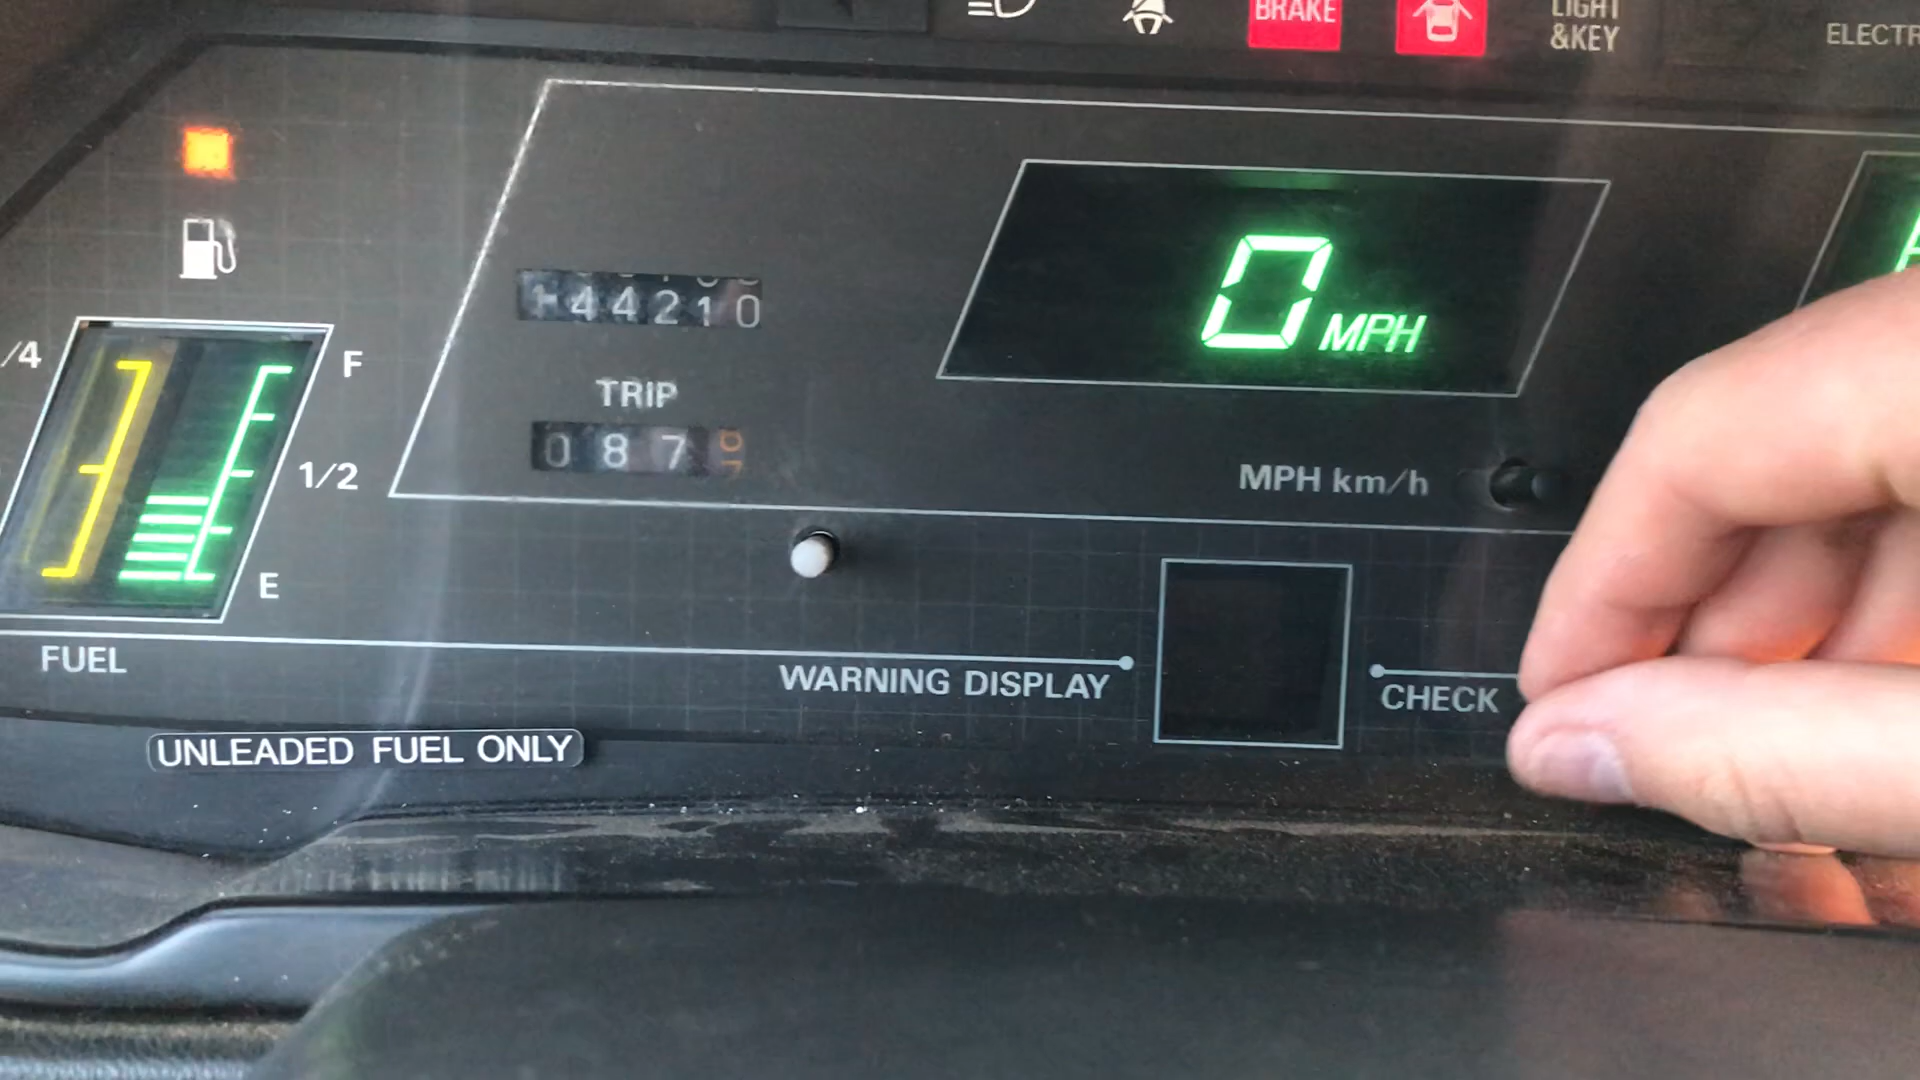 BRAKE
LIGHT
&KEY
ELECTR
/4
F
144210
TRIP
087
0 MPH
1/2
MPH km/h
E
FUEL
WARNING DISPLAY
CHECK
UNLEADED FUEL ONLY